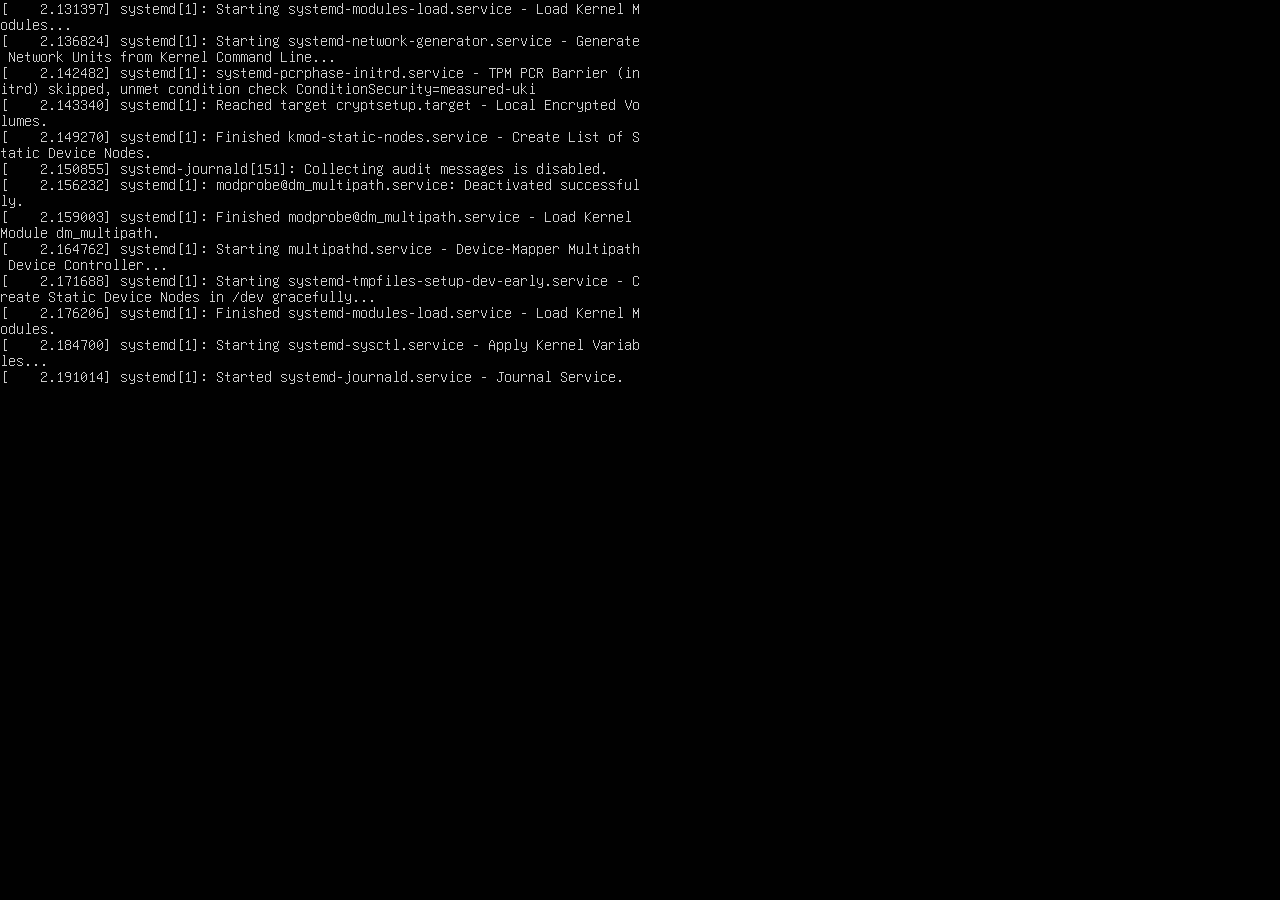 [    2.131397] systemd[1]: Starting systemd-modules-load.service - Load Kernel M
odules...
[    2.136824] systemd[1]: Starting systemd-network-generator.service - Generate
 Network Units from Kernel Command Line...
[    2.142482] systemd[1]: systemd-pcrphase-initrd.service - TPM PCR Barrier (in
itrd) skipped, unmet condition check ConditionSecurity=measured-uki
[    2.143340] systemd[1]: Reached target cryptsetup.target - Local Encrypted Vo
lumes.
[    2.149270] systemd[1]: Finished kmod-static-nodes.service - Create List of S
tatic Device Nodes.
[    2.150855] systemd-journald[151]: Collecting audit messages is disabled.
[    2.156232] systemd[1]: modprobe@dm_multipath.service: Deactivated successful
ly.
[    2.159003] systemd[1]: Finished modprobe@dm_multipath.service - Load Kernel
Module dm_multipath.
[    2.164762] systemd[1]: Starting multipathd.service - Device-Mapper Multipath
 Device Controller...
[    2.171688] systemd[1]: Starting systemd-tmpfiles-setup-dev-early.service - C
reate Static Device Nodes in /dev gracefully...
[    2.176206] systemd[1]: Finished systemd-modules-load.service - Load Kernel M
odules.
[    2.184700] systemd[1]: Starting systemd-sysctl.service - Apply Kernel Variab
les...
[    2.191014] systemd[1]: Started systemd-journald.service - Journal Service.